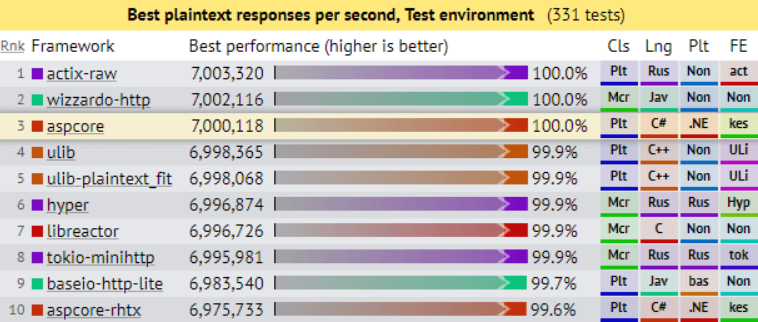 Best plaintext responses per second, Test environment (331 tests)
Rnk Framework Best performance (higher is better) Cls Lng Plt FE
1 actix-raw 7,003,320 100.0% Plt Rus Non act
2 wizzardo-http 7,002,116 100.0% Mcr Jav Non Non
3 aspcore 7,000,118 100.0% Plt C# .NE kes
4 ulib 6,998,365 99.9% Plt C++ Non ULi
5 ulib-plaintext_fit 6,998,068 99.9% Plt C++ Non ULi
6 hyper 6,996,874 99.9% Mcr Rus Rus Hyp
7 libreactor 6,996,726 99.9% Mcr C Non Non
8 tokio-minihttp 6,995,981 99.9% Mcr Rus Rus tok
9 baseio-http-lite 6,983,540 99.7% Plt Jav bas Non
10 aspcore-rhtx 6,975,733 99.6% Plt C# .NE kes